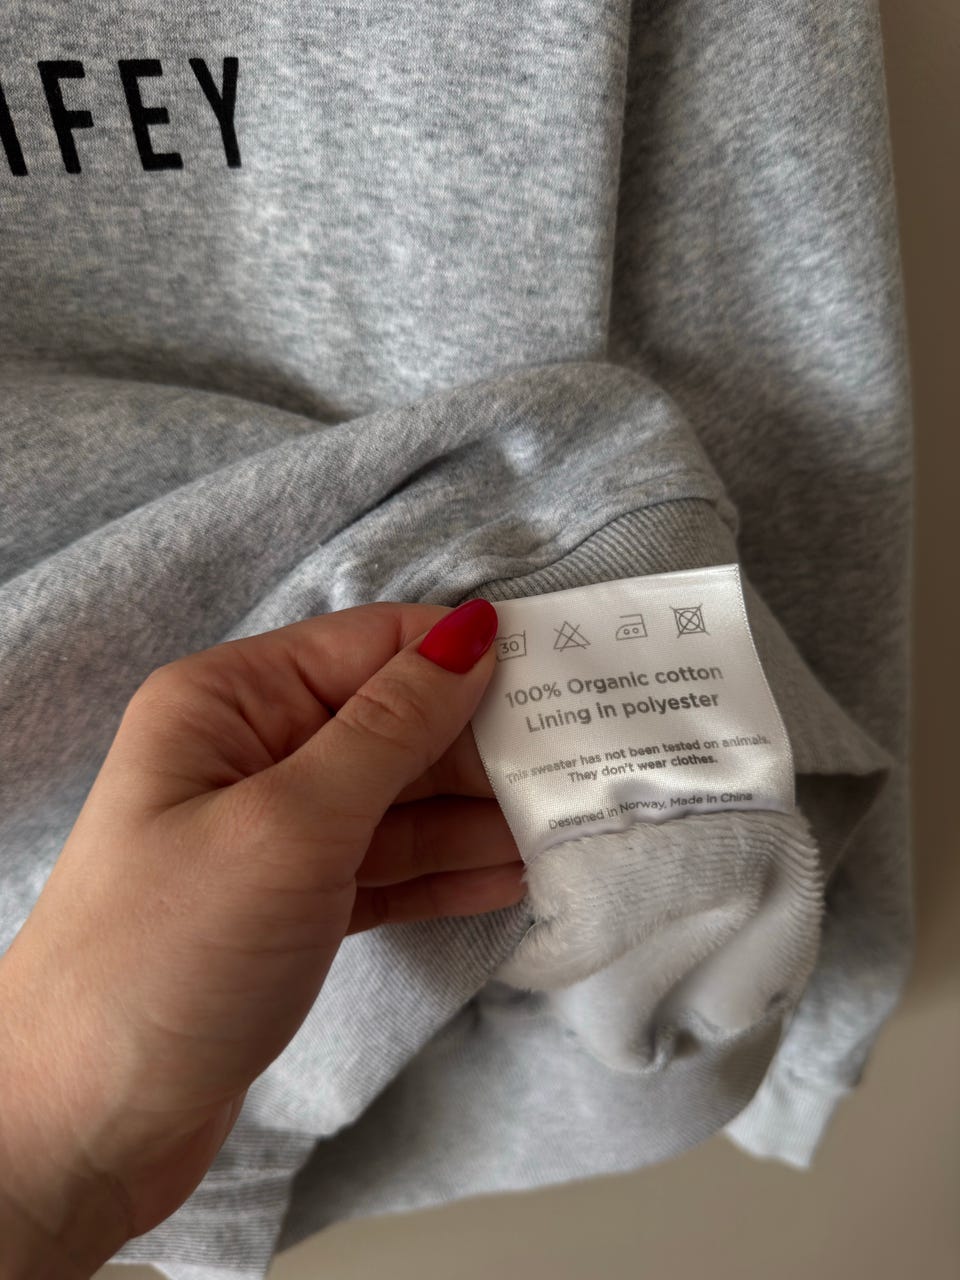 IFEY
30
100% Organic cotton
Lining in polyester
This sweater has not been tested on animals.
They don't wear clothes.
Designed in Norway, Made in China